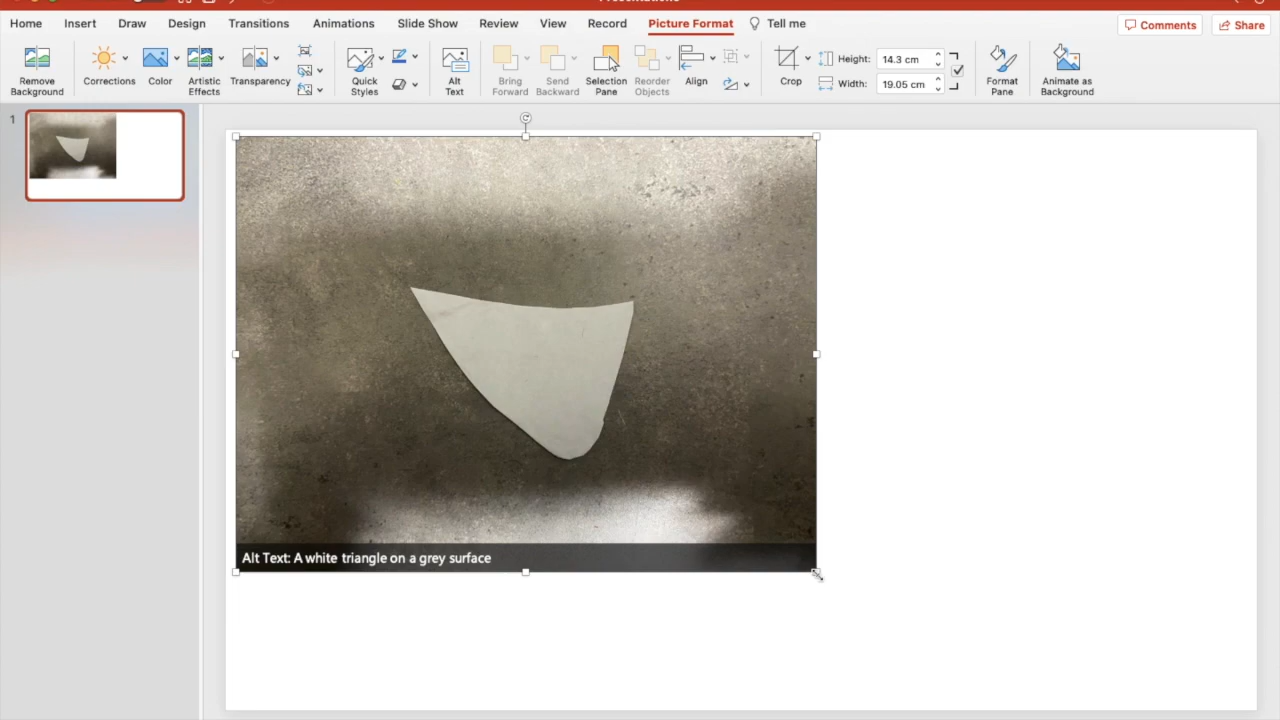 Home Insert Draw Design Transitions Animations Slide Show Review View Record Picture Format Tell me Comments Share
Remove Background Corrections Color Artistic Effects Transparency Quick Styles Alt Text Bring Forward Send Backward Selection Pane Reorder Objects Align Crop Height: 14.3 cm Width: 19.05 cm Format Pane Animate as Background
1
Alt Text: A white triangle on a grey surface